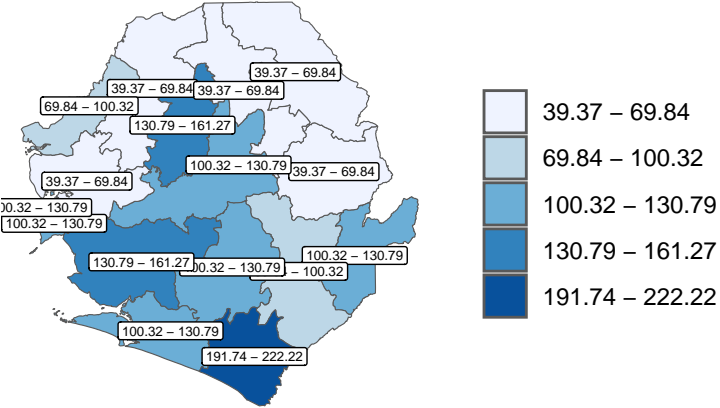 39.37 – 69.84
39.37 – 69.84
39.37 – 69.84
69.84 – 100.32
130.79 – 161.27
100.32 – 130.79
39.37 – 69.84
39.37 – 69.84
00.32 – 130.79
100.32 – 130.79
100.32 – 130.79
130.79 – 161.27
00.32 – 130.79
– 100.32
100.32 – 130.79
191.74 – 222.22
39.37 – 69.84
69.84 – 100.32
100.32 – 130.79
130.79 – 161.27
191.74 – 222.22